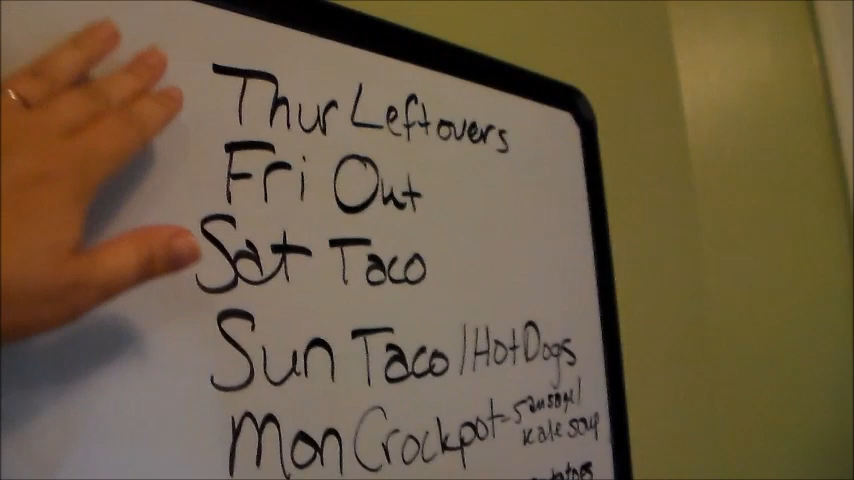 Thur Leftovers
Fri Out
Sat Taco
Sun Taco/HotDogs
Mon Crockpot-Sausage/
Kale Soup